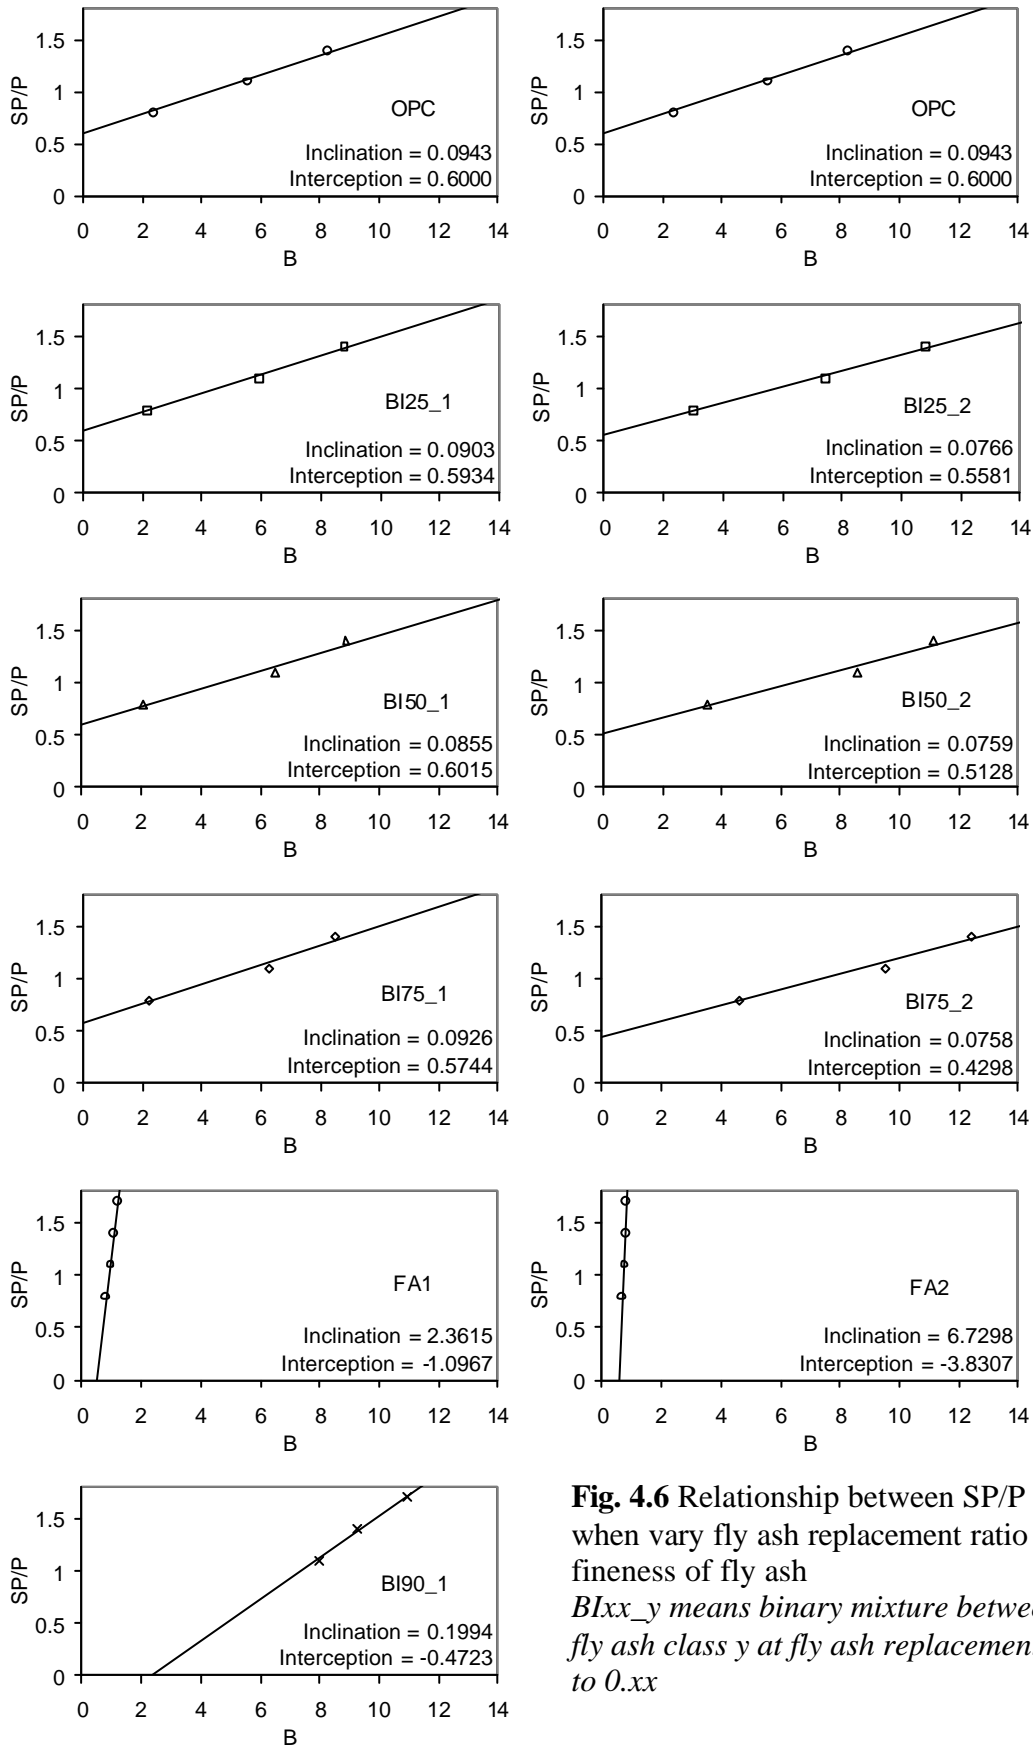 1.5
1
0.5
0
SP/P
OPC
Inclination = 0.0943
Interception = 0.6000
0 2 4 6 8 10 12 14
B
1.5
1
0.5
0
SP/P
OPC
Inclination = 0.0943
Interception = 0.6000
0 2 4 6 8 10 12 14
B
1.5
1
0.5
0
SP/P
BI25_1
Inclination = 0.0903
Interception = 0.5934
0 2 4 6 8 10 12 14
B
1.5
1
0.5
0
SP/P
BI25_2
Inclination = 0.0766
Interception = 0.5581
0 2 4 6 8 10 12 14
B
1.5
1
0.5
0
SP/P
BI50_1
Inclination = 0.0855
Interception = 0.6015
0 2 4 6 8 10 12 14
B
1.5
1
0.5
0
SP/P
BI50_2
Inclination = 0.0759
Interception = 0.5128
0 2 4 6 8 10 12 14
B
1.5
1
0.5
0
SP/P
BI75_1
Inclination = 0.0926
Interception = 0.5744
0 2 4 6 8 10 12 14
B
1.5
1
0.5
0
SP/P
BI75_2
Inclination = 0.0758
Interception = 0.4298
0 2 4 6 8 10 12 14
B
1.5
1
0.5
0
SP/P
FA1
Inclination = 2.3615
Interception = -1.0967
0 2 4 6 8 10 12 14
B
1.5
1
0.5
0
SP/P
FA2
Inclination = 6.7298
Interception = -3.8307
0 2 4 6 8 10 12 14
B
1.5
1
0.5
0
SP/P
BI90_1
Inclination = 0.1994
Interception = -0.4723
0 2 4 6 8 10 12 14
B
Fig. 4.6 Relationship between SP/P
when vary fly ash replacement ratio
fineness of fly ash
BIxx_y means binary mixture betwe
fly ash class y at fly ash replacemen
to 0.xx